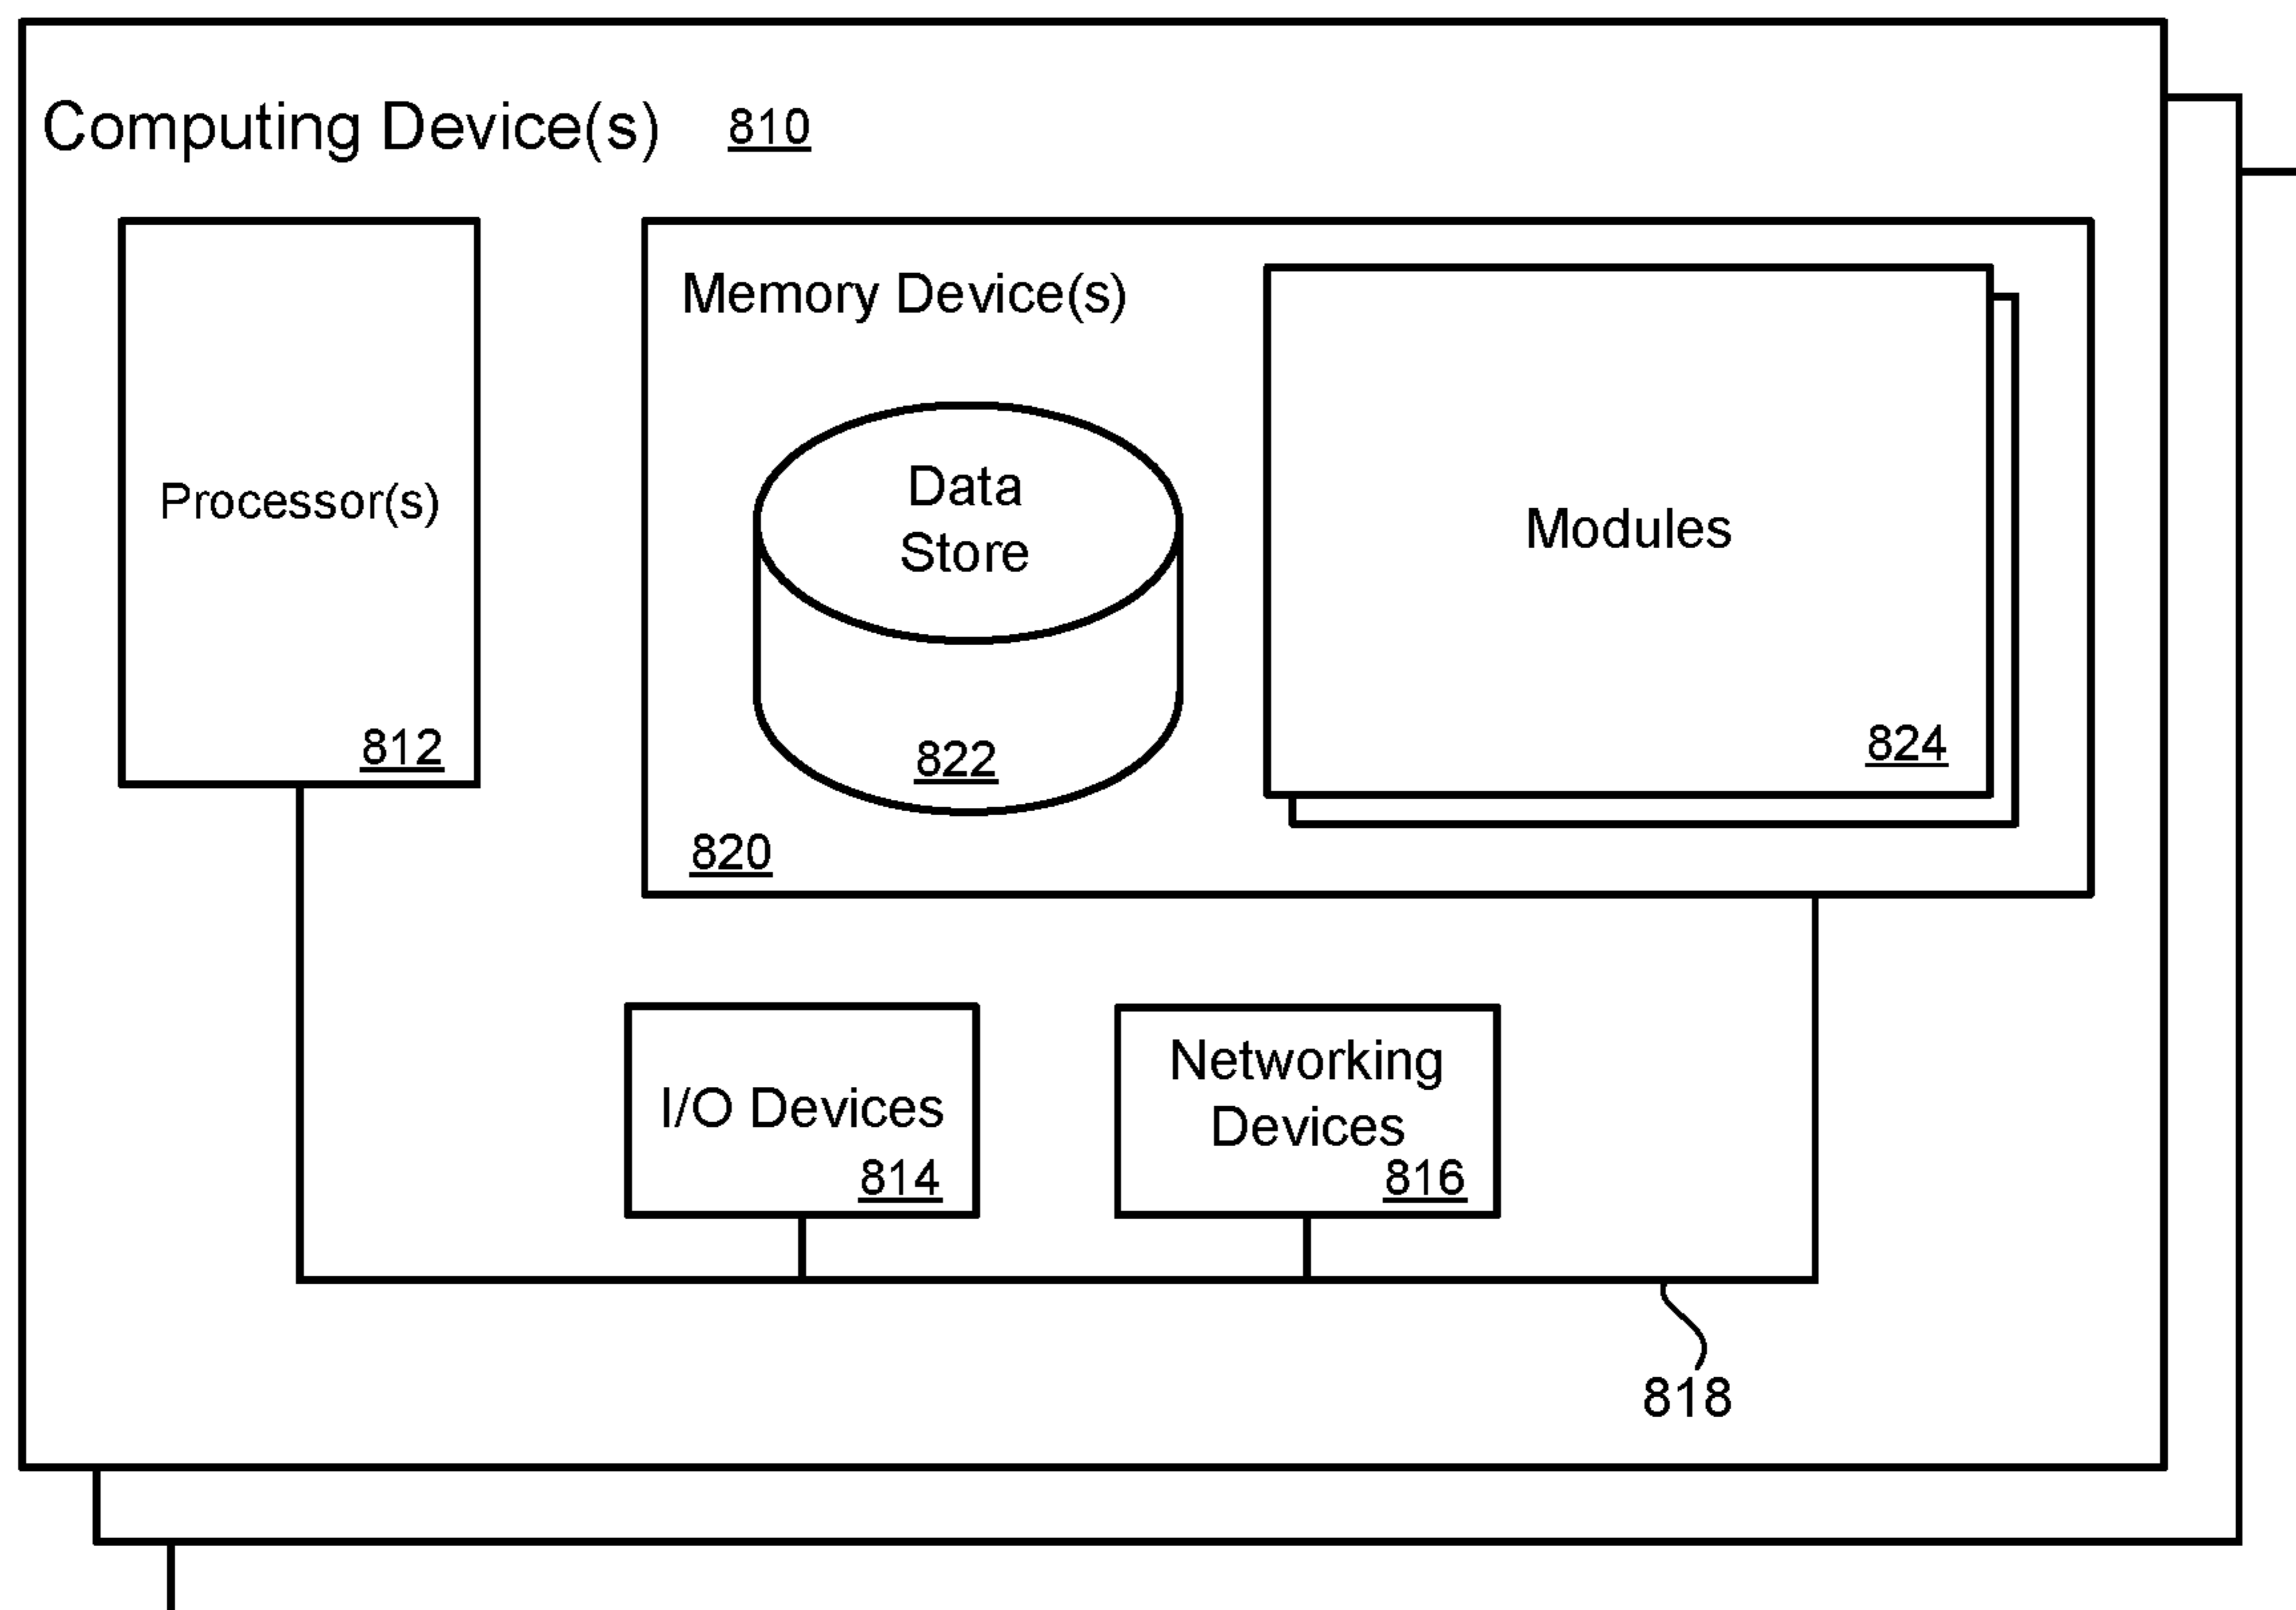 Computing Device(s) 810
Processor(s)
812
Memory Device(s)
Data
Store
822
820
Modules
824
I/O Devices
814
Networking
Devices
816
818